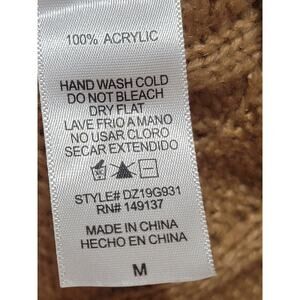 100% ACRYLIC
HAND WASH COLD
DO NOT BLEACH
DRY FLAT
LAVE FRIO A MANO
NO USAR CLORO
SECAR EXTENDIDO
STYLE# DZ19G931
RN# 149137
MADE IN CHINA
HECHO EN CHINA
M